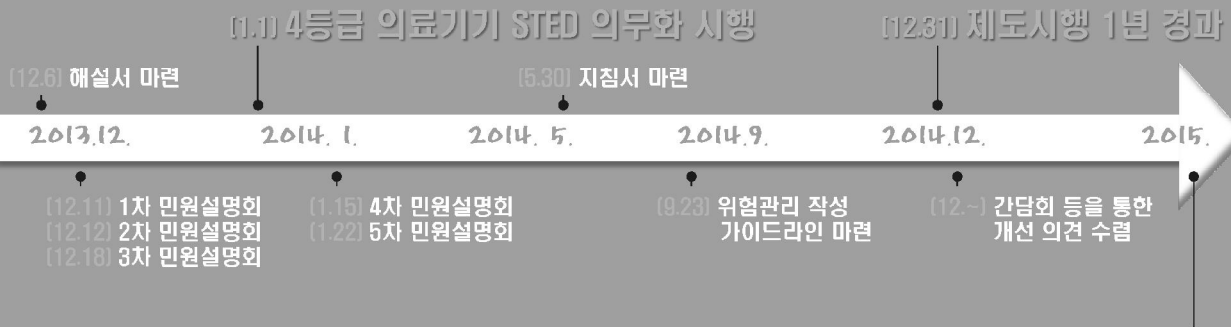 (1.1) 4등급 의료기기 STED 의무화 시행
(12.31) 제도시행 1년 경과
(12.6) 해설서 마련
(5.30) 지침서 마련
2013.12.
2014. 1.
2014. 5.
2014.9.
2014.12.
2015.
(12.11) 1차 민원설명회
(12.12) 2차 민원설명회
(12.18) 3차 민원설명회
(1.15) 4차 민원설명회
(1.22) 5차 민원설명회
(9.23) 위험관리 작성
가이드라인 마련
(12.~) 간담회 등을 통한
개선 의견 수렴